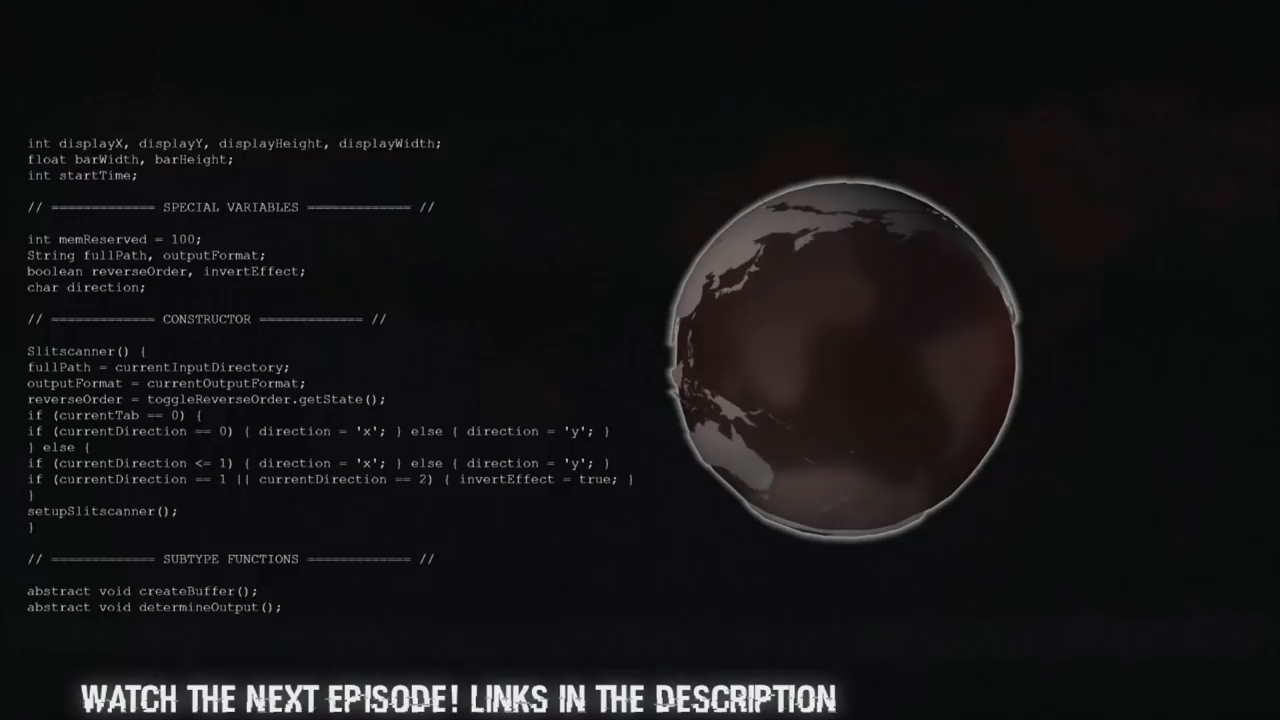 int displayX, displayY, displayHeight, displayWidth;
float barWidth, barHeight;
int startTime;
// ============= SPECIAL VARIABLES ============= //
int memReserved = 100;
String fullPath, outputFormat;
boolean reverseOrder, invertEffect;
char direction;
// ============= CONSTRUCTOR ============= //
Slitscanner() {
fullPath = currentInputDirectory;
outputFormat = currentOutputFormat;
reverseOrder = toggleReverseOrder.getState();
if (currentTab == 0) {
if (currentDirection == 0) { direction = 'x'; } else { direction = 'y'; }
} else {
if (currentDirection <= 1) { direction = 'x'; } else { direction = 'y'; }
if (currentDirection == 1 || currentDirection == 2) { invertEffect = true; }
}
setupSlitscanner();
}
// ============= SUBTYPE FUNCTIONS ============= //
abstract void createBuffer();
abstract void determineOutput();
WATCH THE NEXT EPISODE! LINKS IN THE DESCRIPTION